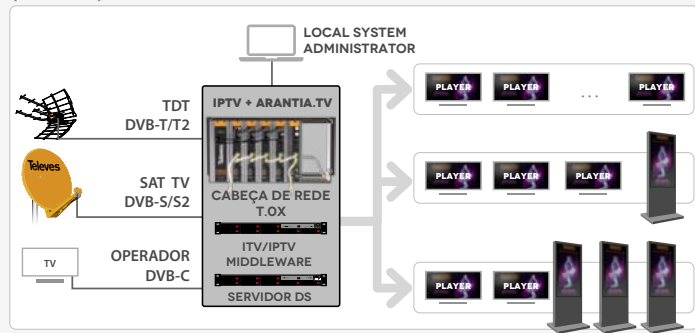 LOCAL SYSTEM
ADMINISTRATOR
TDT
DVB-T/T2
Televes
SAT TV
DVB-S/S2
TV
OPERADOR
DVB-C
IPTV + ARANTIA.TV
CABEÇA DE REDE
T.0X
ITV/IPTV
MIDDLEWARE
SERVIDOR DS
PLAYER PLAYER ... PLAYER
PLAYER PLAYER PLAYER
PLAYER PLAYER